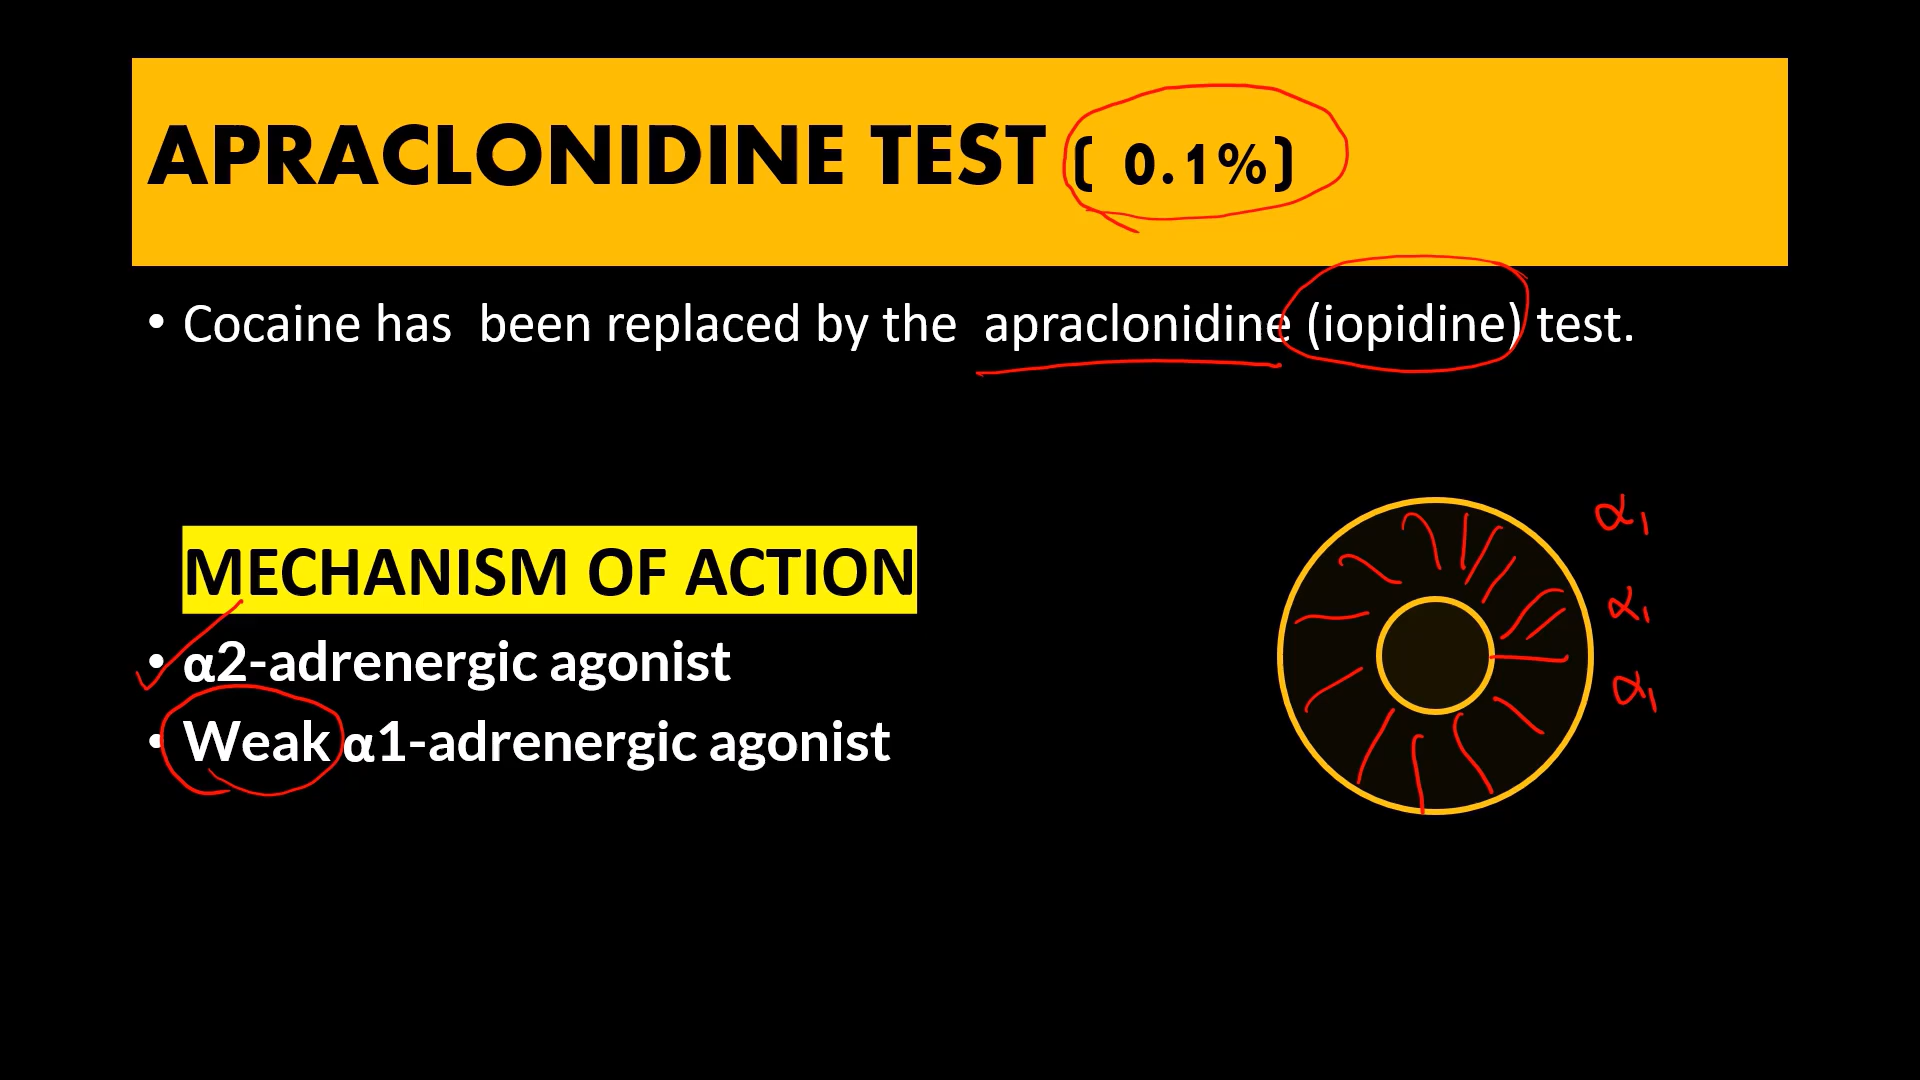 APRACLONIDINE TEST ( 0.1%)
• Cocaine has been replaced by the apraclonidine (iopidine) test.
MECHANISM OF ACTION
• α2-adrenergic agonist
• Weak α1-adrenergic agonist
α1
α1
α1